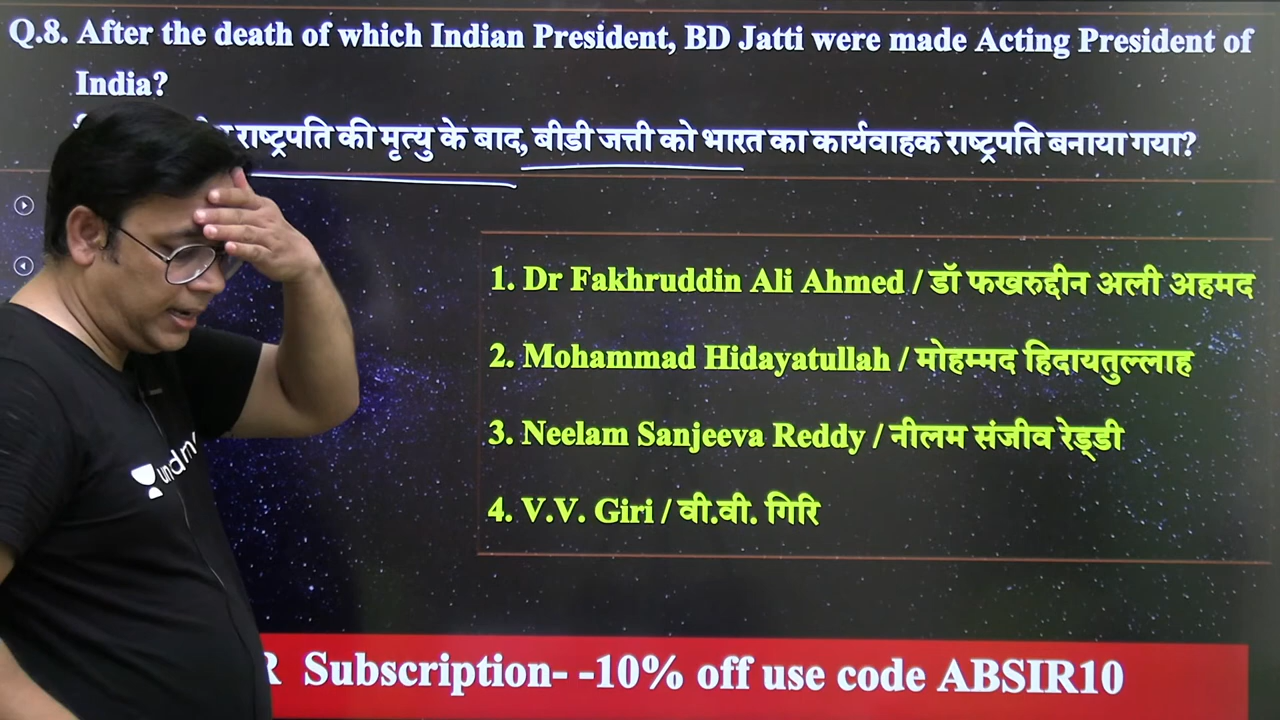 Q.8. After the death of which Indian President, BD Jatti were made Acting President of
India?
राष्ट्रपति की मृत्यु के बाद, बीडी जत्ती को भारत का कार्यवाहक राष्ट्रपति बनाया गया?
1. Dr Fakhruddin Ali Ahmed / डॉ फखरुद्दीन अली अहमद
2. Mohammad Hidayatullah / मोहम्मद हिदायतुल्लाह
3. Neelam Sanjeeva Reddy / नीलम संजीव रेड्डी
4. V.V. Giri / वी.वी. गिरि
Subscription- -10% off use code ABSIR10